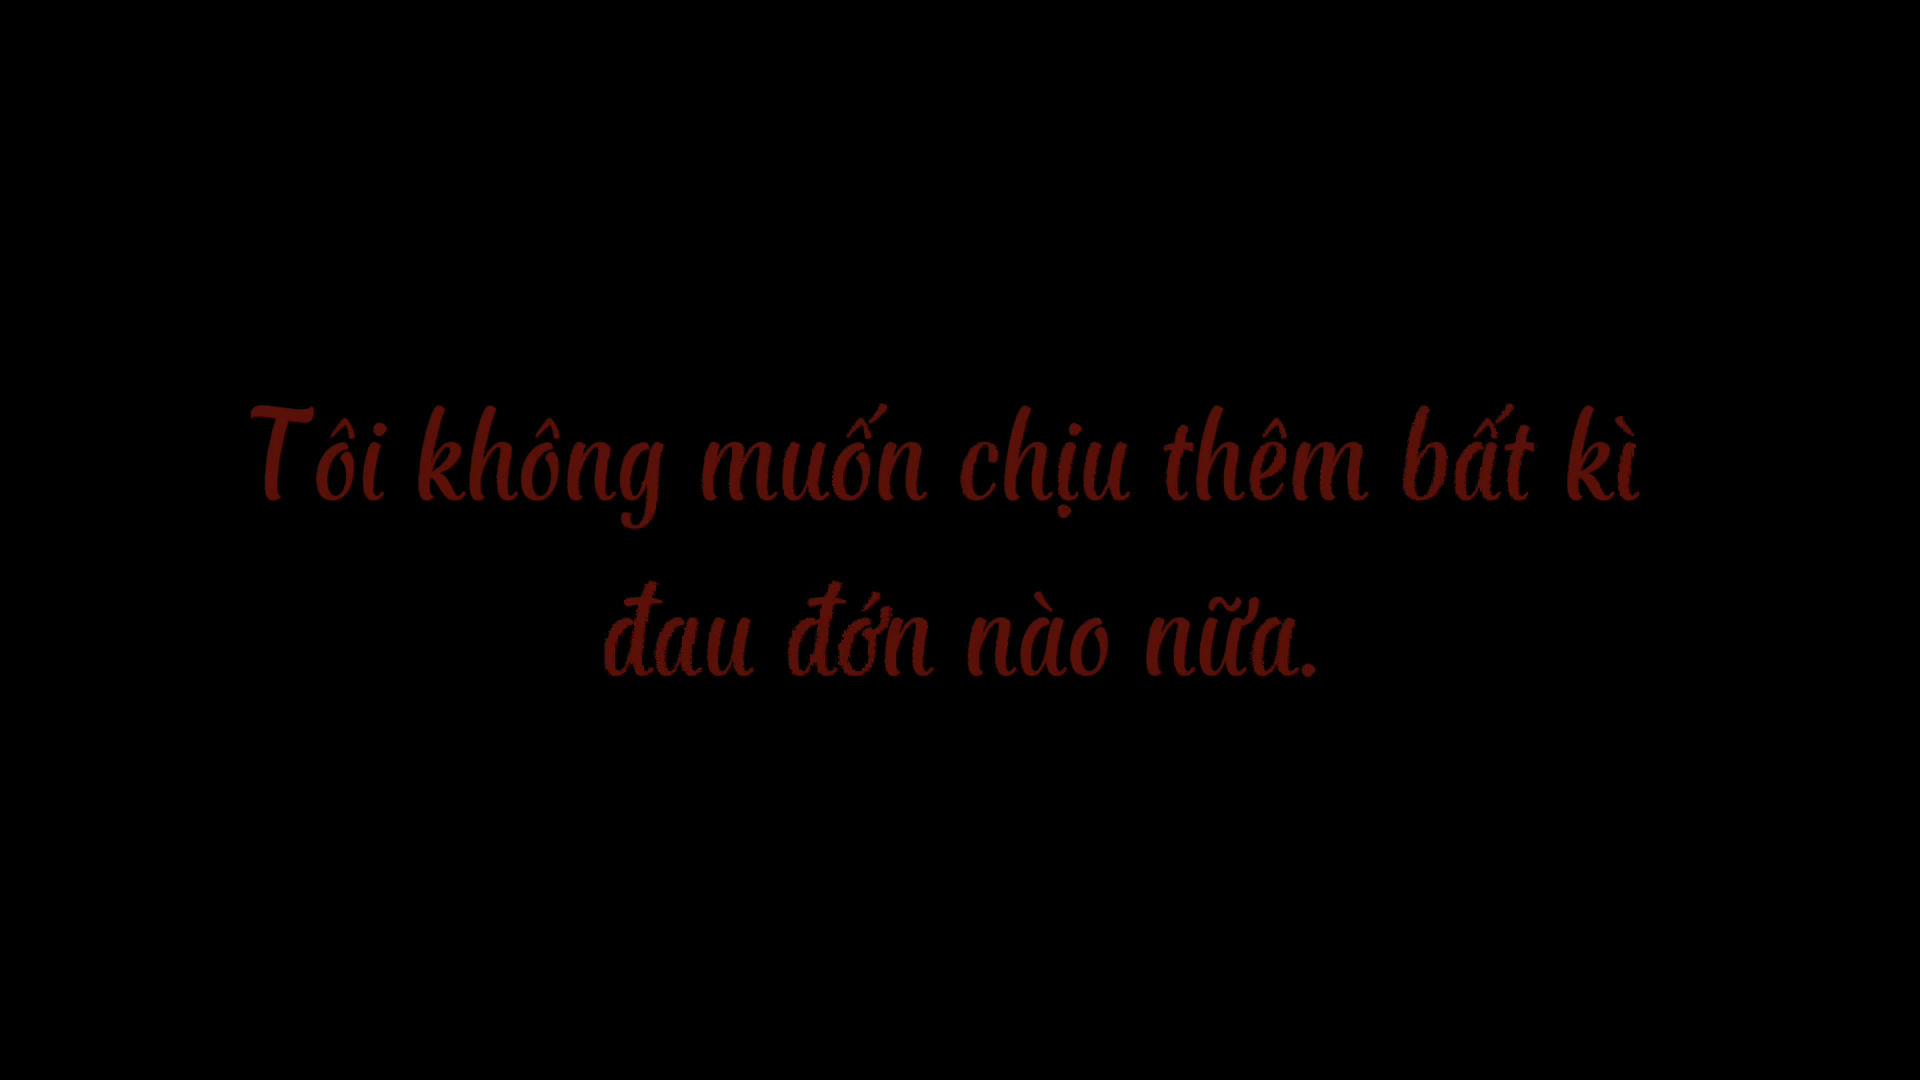 Tôi không muốn chịu thêm bất kì
đau đớn nào nữa.